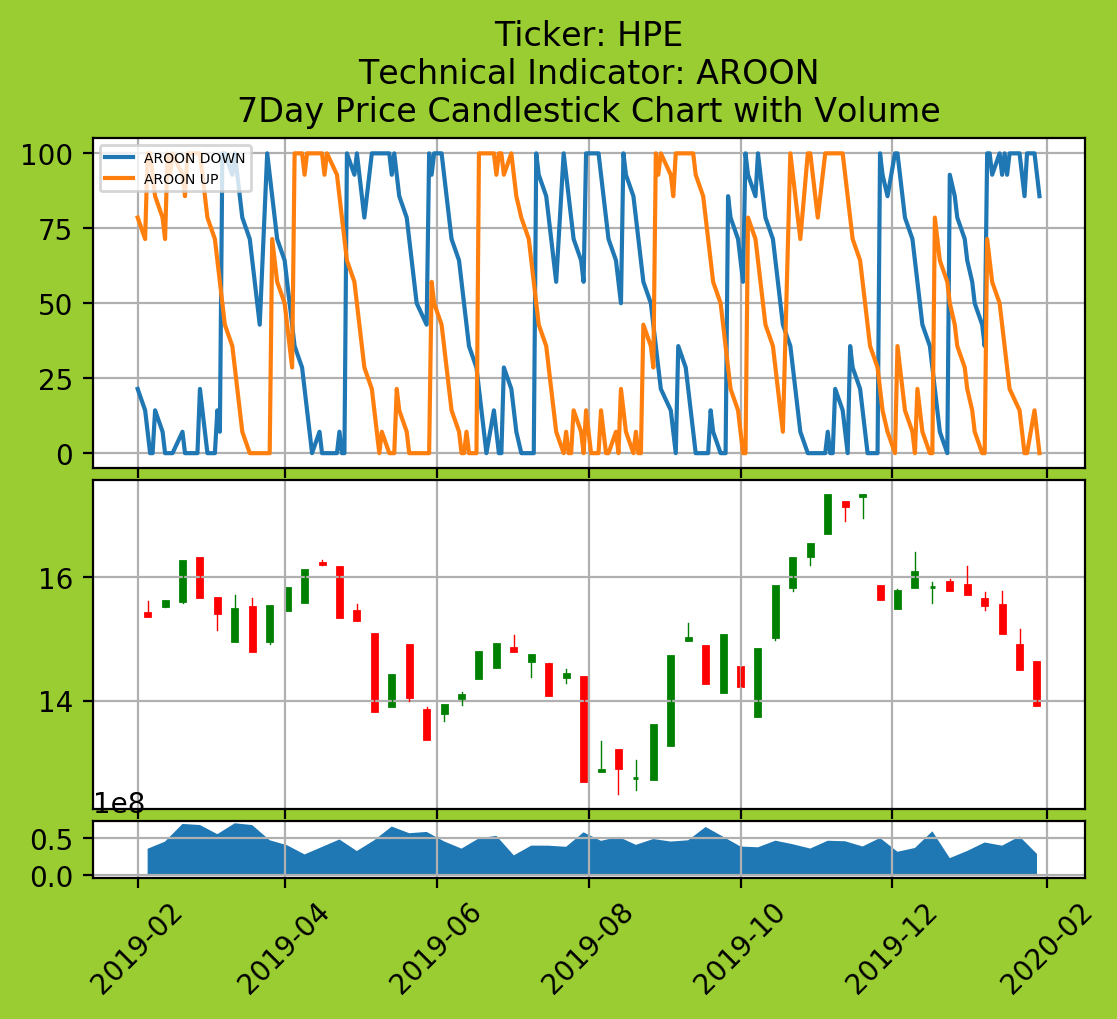 Ticker: HPE
Technical Indicator: AROON
7Day Price Candlestick Chart with Volume
100
75
50
25
0
AROON DOWN
AROON UP
16
14
1e8
0.5
0.0
2019-02
2019-04
2019-06
2019-08
2019-10
2019-12
2020-02